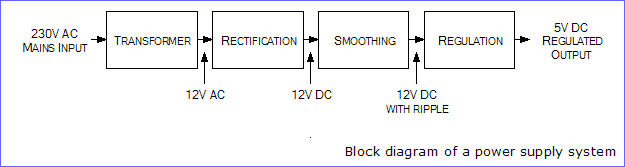 230V AC
MAINS INPUT
TRANSFORMER
RECTIFICATION
SMOOTHING
REGULATION
5V DC
REGULATED
OUTPUT
12V AC
12V DC
12V DC
WITH RIPPLE
Block diagram of a power supply system